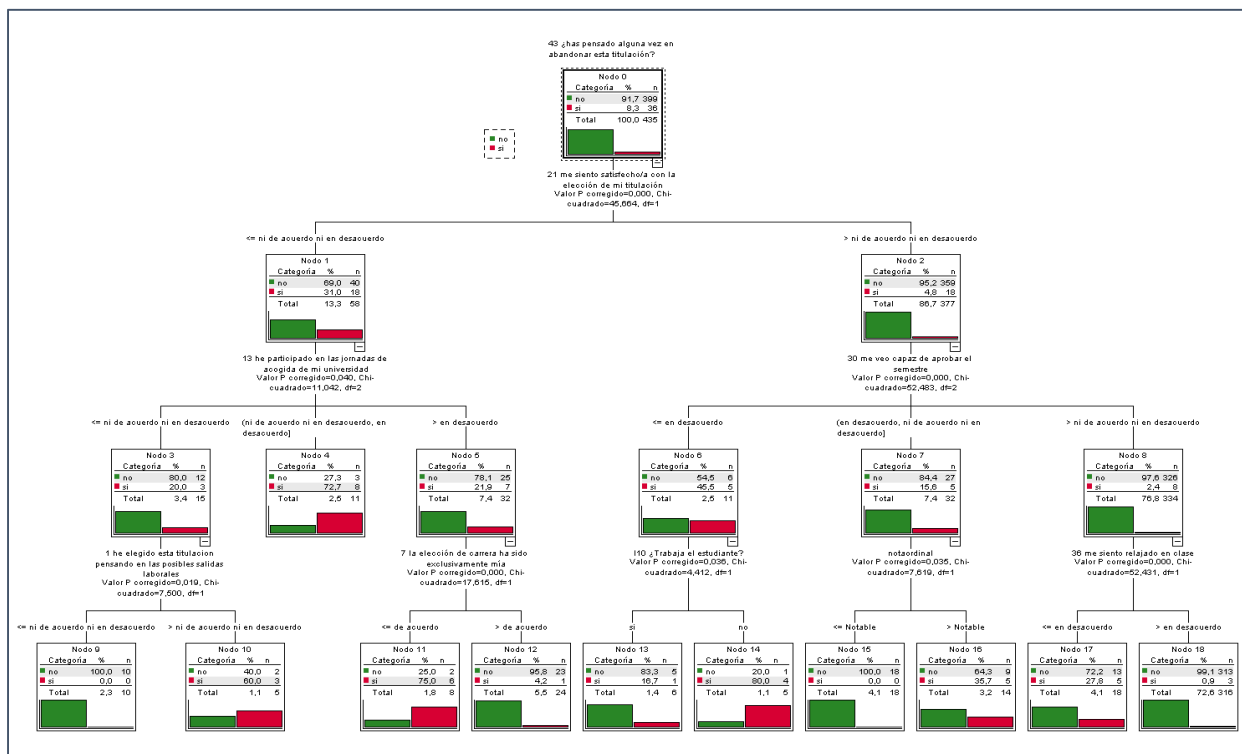 43 ¿has pensado alguna vez en
abandonar esta titulación?
Nodo 0
Categoría % n
no 91,7 399
si 8,3 36
Total 100,0 435
no
si
21 me siento satisfecho/a con la
elección de mi titulación
Valor P corregido=0,000, Chi-
cuadrado=45,664, df=1
<= ni de acuerdo ni en desacuerdo
> ni de acuerdo ni en desacuerdo
Nodo 1
Categoría % n
no 69,0 40
si 31,0 18
Total 13,3 58
Nodo 2
Categoría % n
no 95,2 359
si 4,8 18
Total 86,7 377
13 he participado en las jornadas de
acogida de mi universidad
Valor P corregido=0,040, Chi-
cuadrado=11,042, df=2
30 me veo capaz de aprobar el
semestre
Valor P corregido=0,000, Chi-
cuadrado=52,483, df=2
<= ni de acuerdo ni en desacuerdo
(ni de acuerdo ni en desacuerdo, en
desacuerdo]
> en desacuerdo
<= en desacuerdo
(en desacuerdo, ni de acuerdo ni en
desacuerdo]
> ni de acuerdo ni en desacuerdo
Nodo 3
Categoría % n
no 80,0 12
si 20,0 3
Total 3,4 15
Nodo 4
Categoría % n
no 27,3 3
si 72,7 8
Total 2,5 11
Nodo 5
Categoría % n
no 78,1 25
si 21,9 7
Total 7,4 32
Nodo 6
Categoría % n
no 54,5 6
si 45,5 5
Total 2,5 11
Nodo 7
Categoría % n
no 84,4 27
si 15,6 5
Total 7,4 32
Nodo 8
Categoría % n
no 97,6 326
si 2,4 8
Total 76,8 334
1 he elegido esta titulacion
pensando en las posibles salidas
laborales
Valor P corregido=0,019, Chi-
cuadrado=7,500, df=1
7 la elección de carrera ha sido
exclusivamente mía
Valor P corregido=0,000, Chi-
cuadrado=17,615, df=1
I10 ¿Trabaja el estudiante?
Valor P corregido=0,036, Chi-
cuadrado=4,412, df=1
notaordinal
Valor P corregido=0,035, Chi-
cuadrado=7,619, df=1
36 me siento relajado en clase
Valor P corregido=0,000, Chi-
cuadrado=52,431, df=1
<= ni de acuerdo ni en desacuerdo
> ni de acuerdo ni en desacuerdo
<= de acuerdo
> de acuerdo
si
no
<= Notable
> Notable
<= en desacuerdo
> en desacuerdo
Nodo 9
Categoría % n
no 100,0 10
si 0,0 0
Total 2,3 10
Nodo 10
Categoría % n
no 40,0 2
si 60,0 3
Total 1,1 5
Nodo 11
Categoría % n
no 25,0 2
si 75,0 6
Total 1,8 8
Nodo 12
Categoría % n
no 95,8 23
si 4,2 1
Total 5,5 24
Nodo 13
Categoría % n
no 83,3 5
si 16,7 1
Total 1,4 6
Nodo 14
Categoría % n
no 20,0 1
si 80,0 4
Total 1,1 5
Nodo 15
Categoría % n
no 100,0 18
si 0,0 0
Total 4,1 18
Nodo 16
Categoría % n
no 64,3 9
si 35,7 5
Total 3,2 14
Nodo 17
Categoría % n
no 72,2 13
si 27,8 5
Total 4,1 18
Nodo 18
Categoría % n
no 99,1 313
si 0,9 3
Total 72,6 316